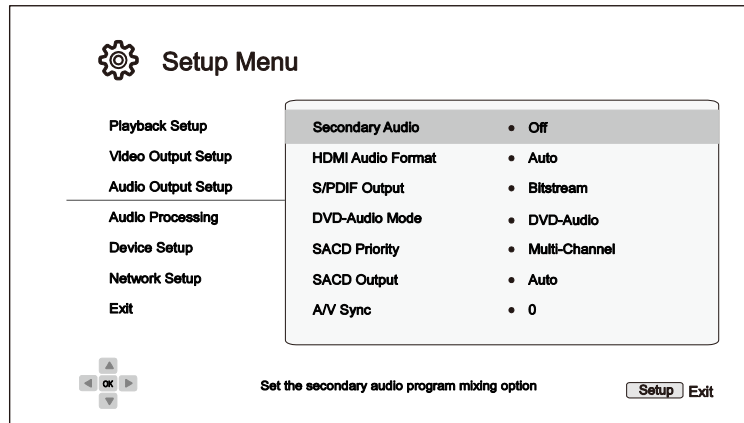 Setup Menu
Playback Setup
Video Output Setup
Audio Output Setup
Audio Processing
Device Setup
Network Setup
Exit
Secondary Audio • Off
HDMI Audio Format • Auto
S/PDIF Output • Bitstream
DVD-Audio Mode • DVD-Audio
SACD Priority • Multi-Channel
SACD Output • Auto
A/V Sync • 0
OK
Set the secondary audio program mixing option
Setup Exit